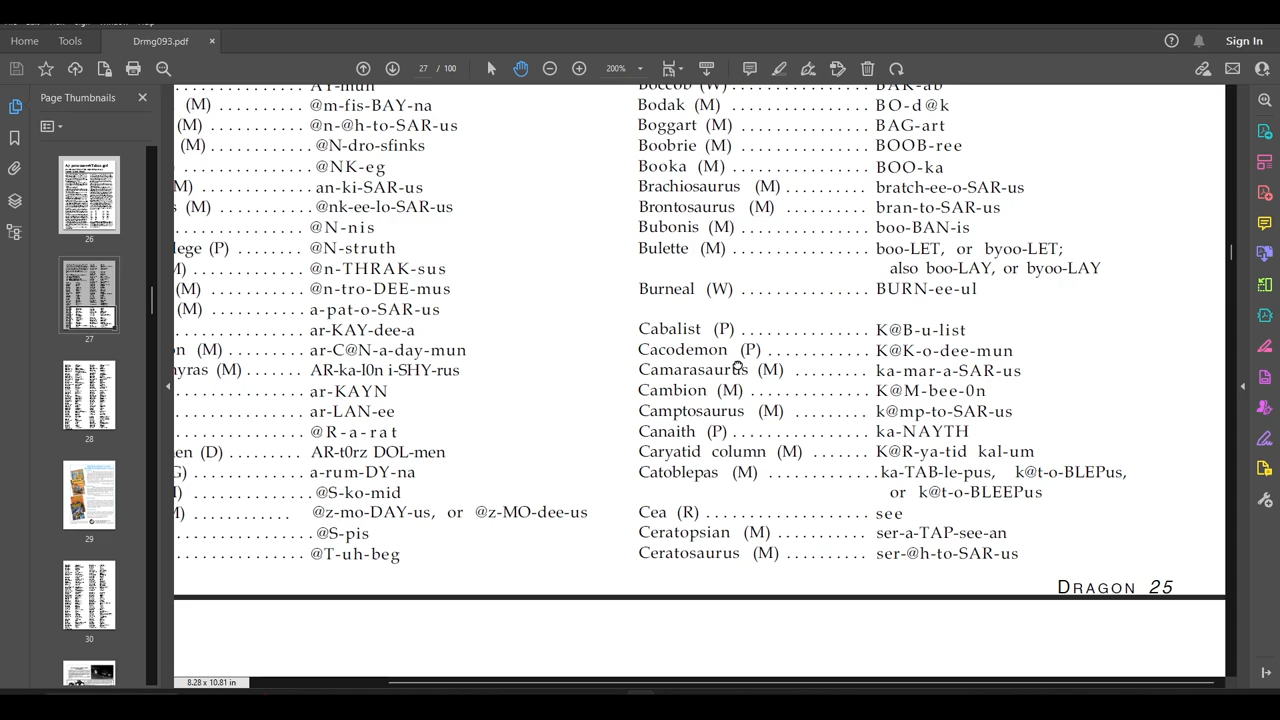 Home Tools Drmg093.pdf × Sign In
27 / 100 200%
Page Thumbnails
26
27
28
29
30
(M) . . . . . . . . . . . @m-fis-BAY-na
(M) . . . . . . . . . . . @n-@h-to-SAR-us
(M) . . . . . . . . . . . @N-dro-sfinks
. . . . . . . . . . . @NK-eg
M) . . . . . . . . . . . an-ki-SAR-us
s (M) . . . . . . . . . . @nk-ee-lo-SAR-us
. . . . . . . . . . . @N-nis
lege (P) . . . . . . . . @N-struth
M) . . . . . . . . . . . @n-THRAK-sus
(M) . . . . . . . . . . . @n-tro-DEE-mus
(M) . . . . . . . . . . . a-pat-o-SAR-us
. . . . . . . . . . . ar-KAY-dee-a
on (M) . . . . . . . . . ar-C@N-a-day-mun
hyras (M) . . . . . . . . AR-ka-l0n i-SHY-rus
. . . . . . . . . . . ar-KAYN
. . . . . . . . . . . ar-LAN-ee
. . . . . . . . . . . @R-a-rat
en (D) . . . . . . . . . AR-t0rz DOL-men
G) . . . . . . . . . . . a-rum-DY-na
. . . . . . . . . . . @S-ko-mid
M) . . . . . . . . . . . @z-mo-DAY-us, or @z-MO-dee-us
. . . . . . . . . . . @S-pis
. . . . . . . . . . . @T-uh-beg
Bodak (M) . . . . . . . . . . . . . BO-d@k
Boggart (M) . . . . . . . . . . . . BAG-art
Boobrie (M) . . . . . . . . . . . . BOOB-ree
Booka (M) . . . . . . . . . . . . . BOO-ka
Brachiosaurus (M) . . . . . . . . bratch-ee-o-SAR-us
Brontosaurus (M) . . . . . . . . bran-to-SAR-us
Bubonis (M) . . . . . . . . . . . . boo-BAN-is
Bulette (M) . . . . . . . . . . . . . boo-LET, or byoo-LET;
also boo-LAY, or byoo-LAY
Burneal (W) . . . . . . . . . . . . BURN-ee-ul
Cabalist (P) . . . . . . . . . . . . K@B-u-list
Cacodemon (P) . . . . . . . . . . K@K-o-dee-mun
Camarasaurus (M) . . . . . . . . ka-mar-a-SAR-us
Cambion (M) . . . . . . . . . . . . K@M-bee-0n
Camptosaurus (M) . . . . . . . . k@mp-to-SAR-us
Canaith (P) . . . . . . . . . . . . . ka-NAYTH
Caryatid column (M) . . . . . . K@R-ya-tid kal-um
Catoblepas (M) . . . . . . . . . . . ka-TAB-le-pus, k@t-o-BLEPus,
or k@t-o-BLEEPus
Cea (R) . . . . . . . . . . . . . . . see
Ceratopsian (M) . . . . . . . . . . ser-a-TAP-see-an
Ceratosaurus (M) . . . . . . . . . ser-@h-to-SAR-us
DRAGON 25
8.28 x 10.81 in